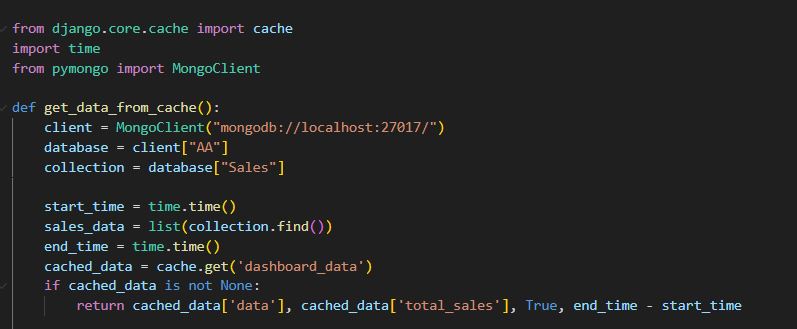 from django.core.cache import cache
import time
from pymongo import MongoClient
def get_data_from_cache():
    client = MongoClient("mongodb://localhost:27017/")
    database = client["AA"]
    collection = database["Sales"]
    start_time = time.time()
    sales_data = list(collection.find())
    end_time = time.time()
    cached_data = cache.get('dashboard_data')
    if cached_data is not None:
        return cached_data['data'], cached_data['total_sales'], True, end_time - start_time